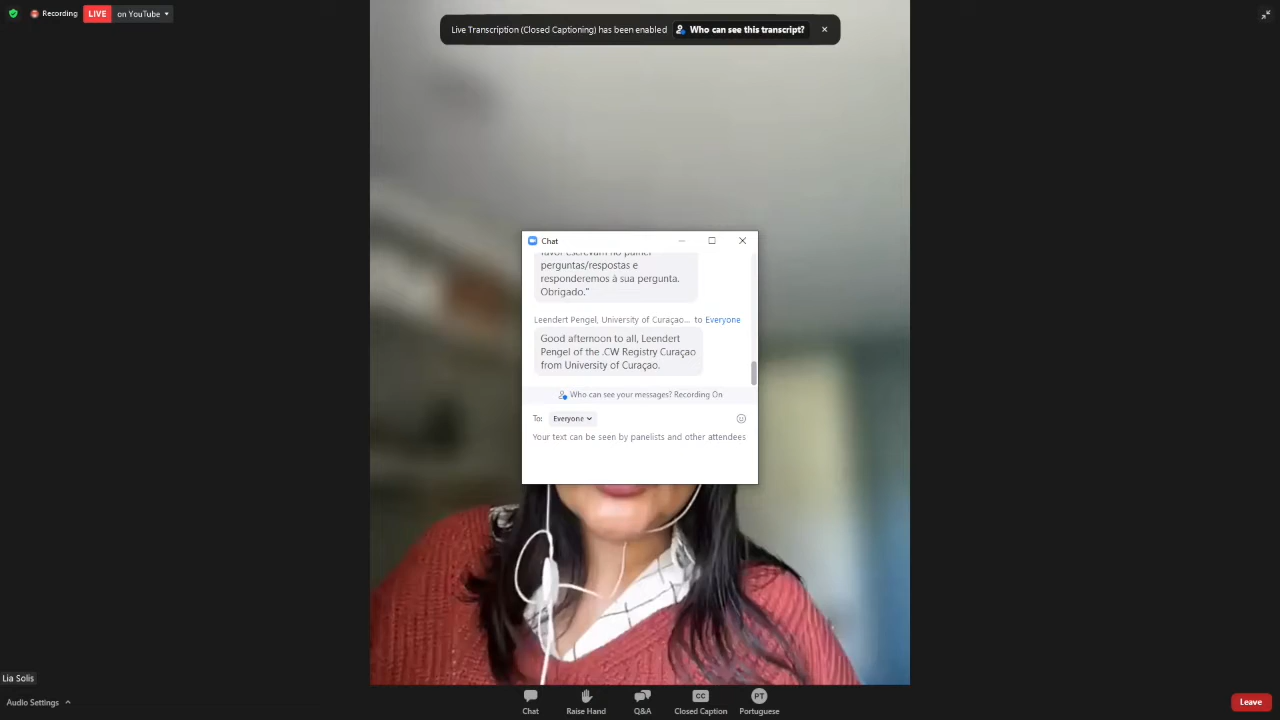 Recording
LIVE
on YouTube
Live Transcription (Closed Captioning) has been enabled
Who can see this transcript?
Chat
perguntas/respostas e
responderemos à sua pergunta.
Obrigado."
Leendert Pengel, University of Curaçao... to Everyone
Good afternoon to all, Leendert
Pengel of the .CW Registry Curaçao
from University of Curaçao.
Who can see your messages? Recording On
To: Everyone
Your text can be seen by panelists and other attendees
Lia Solis
Audio Settings
Chat
Raise Hand
Q&A
CC
Closed Caption
PT
Portuguese
Leave